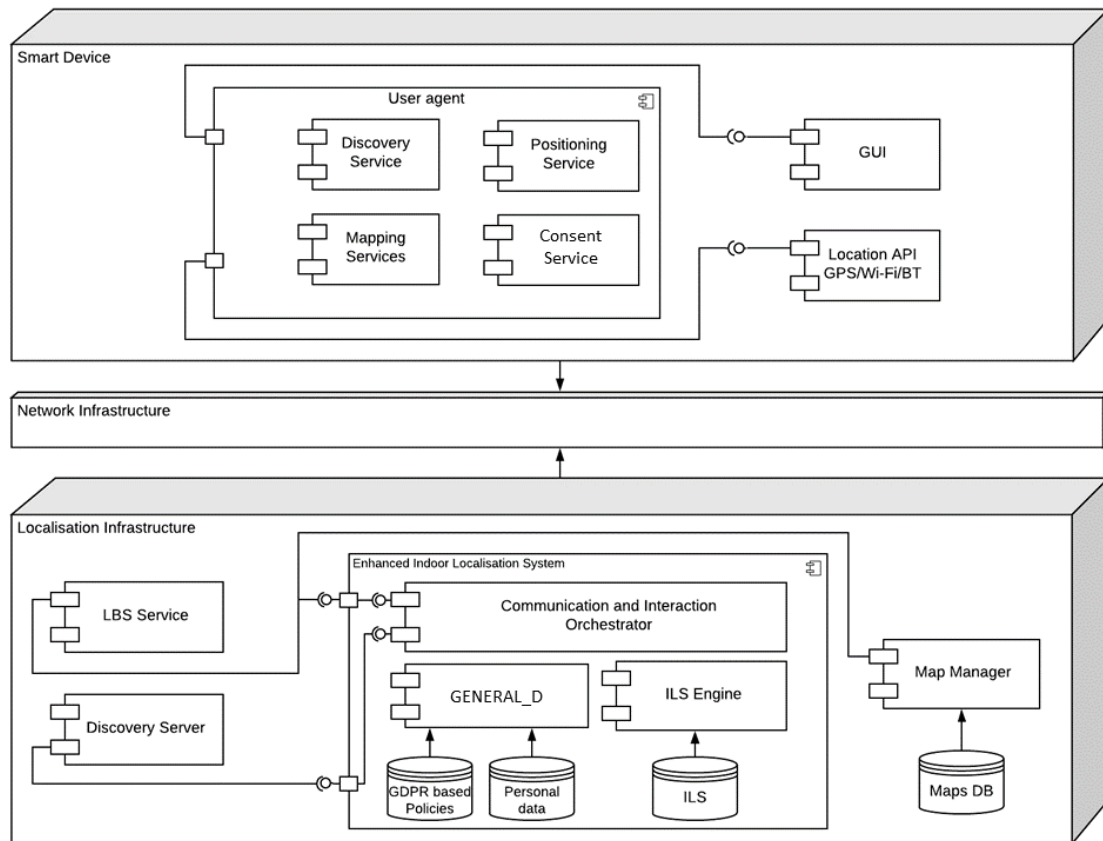 Smart Device
User agent
Discovery
Service
Positioning
Service
GUI
Mapping
Services
Consent
Service
Location API
GPS/Wi-Fi/BT
Network Infrastructure
Localisation Infrastructure
Enhanced Indoor Localisation System
LBS Service
Communication and Interaction
Orchestrator
Map Manager
GENERAL_D
ILS Engine
Discovery Server
GDPR based
Policies
Personal
data
ILS
Maps DB